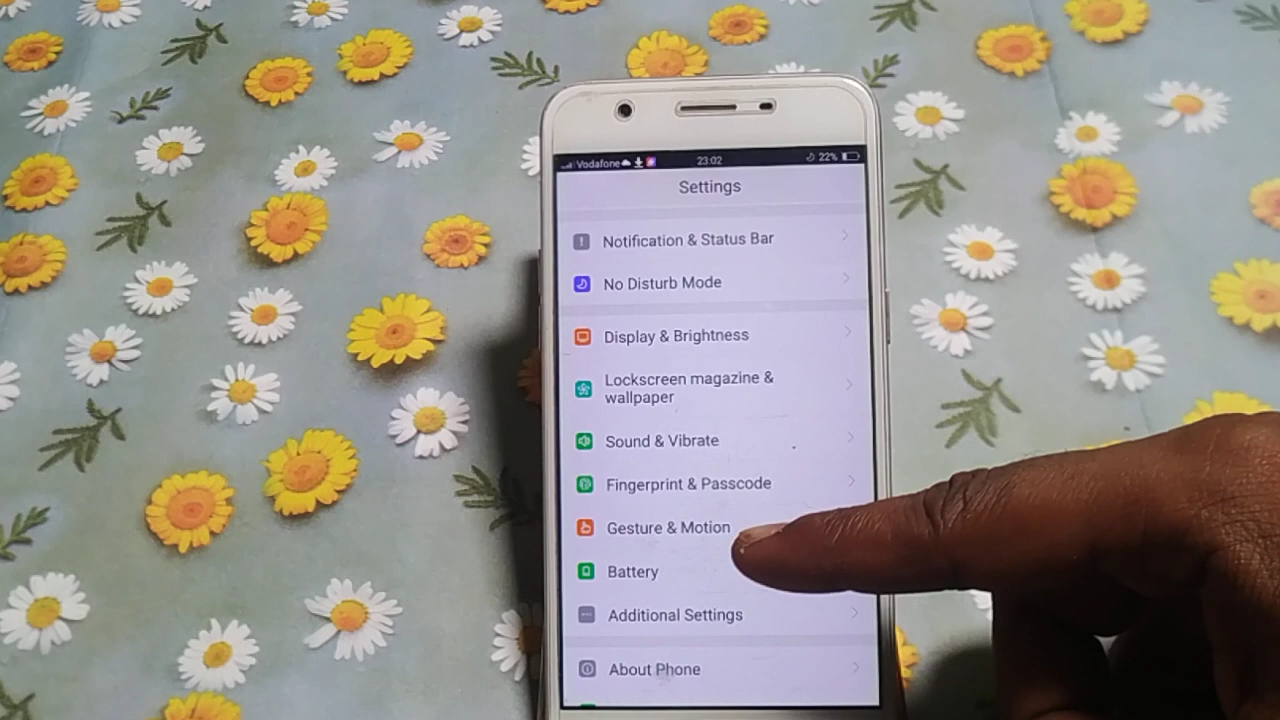 Vodafone 23:02 22%
Settings
Notification & Status Bar
No Disturb Mode
Display & Brightness
Lockscreen magazine &
wallpaper
Sound & Vibrate
Fingerprint & Passcode
Gesture & Motion
Battery
Additional Settings
About Phone